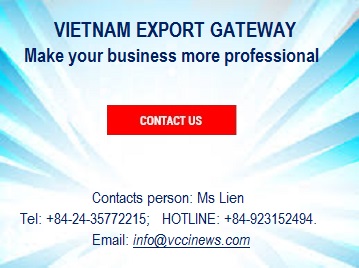 VIETNAM EXPORT GATEWAY
Make your business more professional
CONTACT US
Contacts person: Ms Lien
Tel: +84-24-35772215;   HOTLINE: +84-923152494.
Email: info@vccinews.com